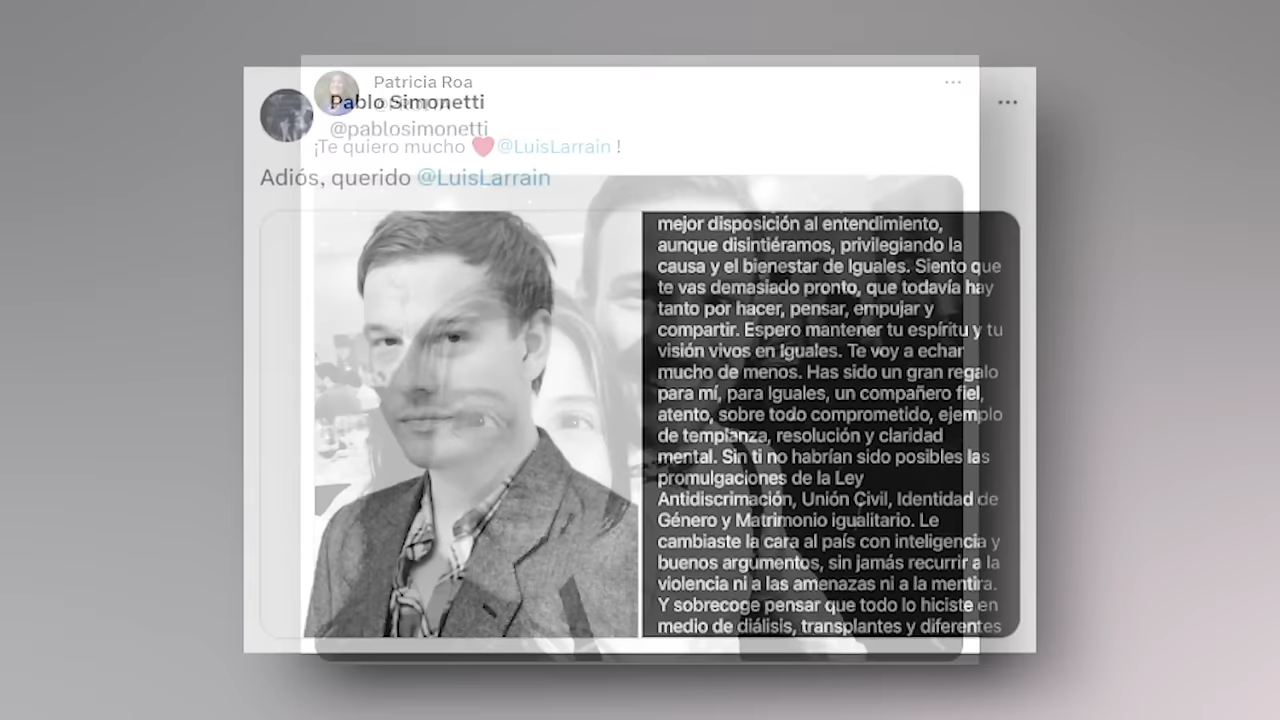 Patricia Roa
Pablo Simonetti
@pablosimonetti
¡Te quiero mucho ❤️ @LuisLarrain !
Adiós, querido @LuisLarrain
mejor disposición al entendimiento,
aunque disintiéramos, privilegiando la
causa y el bienestar de Iguales. Siento que
te vas demasiado pronto, que todavía hay
tanto por hacer, pensar, empujar y
compartir. Espero mantener tu espíritu y tu
visión vivos en Iguales. Te voy a echar
mucho de menos. Has sido un gran regalo
para mí, para Iguales, un compañero fiel,
atento, sobre todo comprometido, ejemplo
de templanza, resolución y claridad
mental. Sin ti no habrían sido posibles las
promulgaciones de la Ley
Antidiscrimación, Unión Civil, Identidad de
Género y Matrimonio igualitario. Le
cambiaste la cara al país con inteligencia y
buenos argumentos, sin jamás recurrir a la
violencia ni a las amenazas ni a la mentira.
Y sobrecoge pensar que todo lo hiciste en
medio de diálisis, transplantes y diferentes